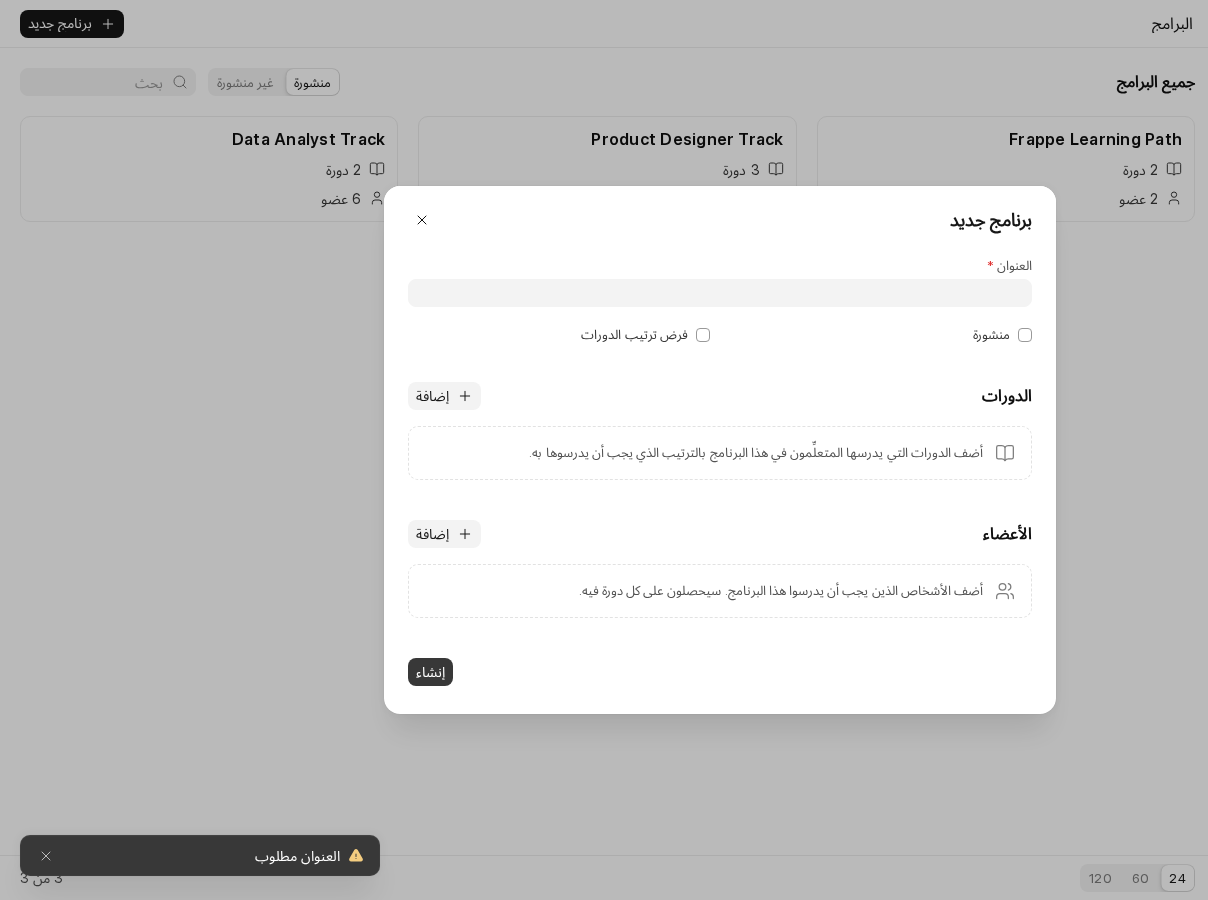 البرامج
برنامج جديد
جميع البرامج
منشورة
غير منشورة
بحث
Frappe Learning Path
2 دورة
2 عضو
Product Designer Track
3 دورة
Data Analyst Track
2 دورة
6 عضو
برنامج جديد
العنوان *
منشورة
فرض ترتيب الدورات
الدورات
إضافة
أضف الدورات التي يدرسها المتعلِّمون في هذا البرنامج بالترتيب الذي يجب أن يدرسوها به.
الأعضاء
إضافة
أضف الأشخاص الذين يجب أن يدرسوا هذا البرنامج. سيحصلون على كل دورة فيه.
إنشاء
العنوان مطلوب
24
60
120
3 من 3